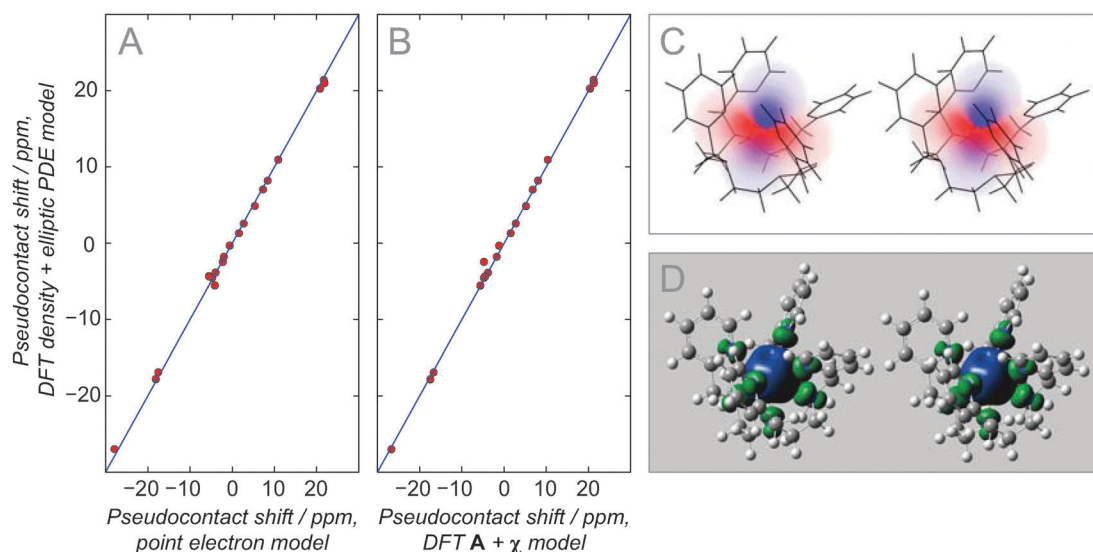 Pseudocontact shift / ppm,
DFT density + elliptic PDE model
A
20
10
0
−10
−20
−20 −10 0 10 20
Pseudocontact shift / ppm,
point electron model
B
−20 −10 0 10 20
Pseudocontact shift / ppm,
DFT A + χ model
C
D